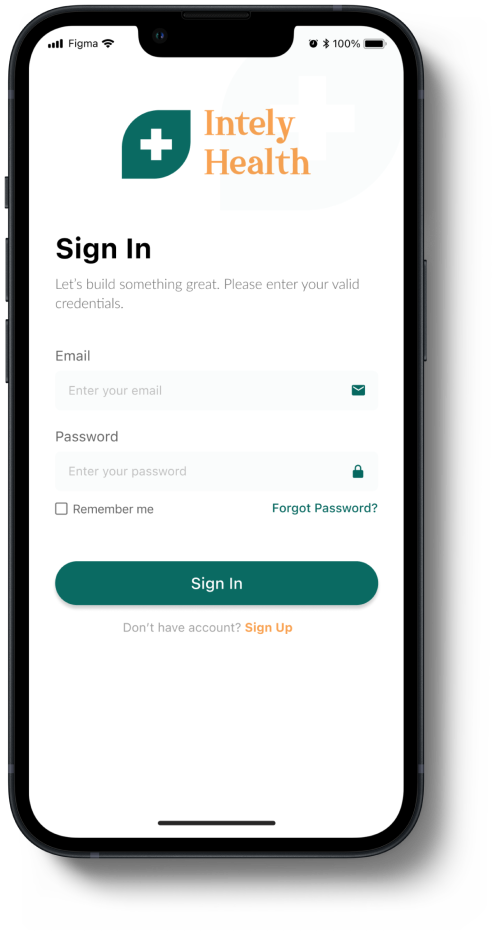 Figma
100%
Intely
Health
Sign In
Let's build something great. Please enter your valid
credentials.
Email
Enter your email
Password
Enter your password
Remember me
Forgot Password?
Sign In
Don't have account? Sign Up